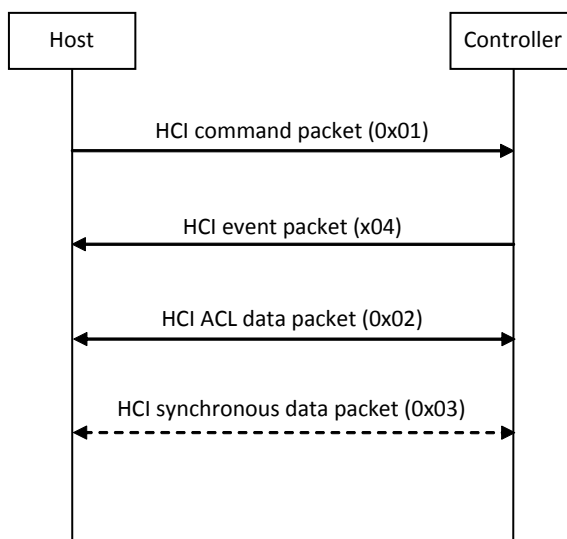 Host
Controller
HCI command packet (0x01)
HCI event packet (x04)
HCI ACL data packet (0x02)
HCI synchronous data packet (0x03)